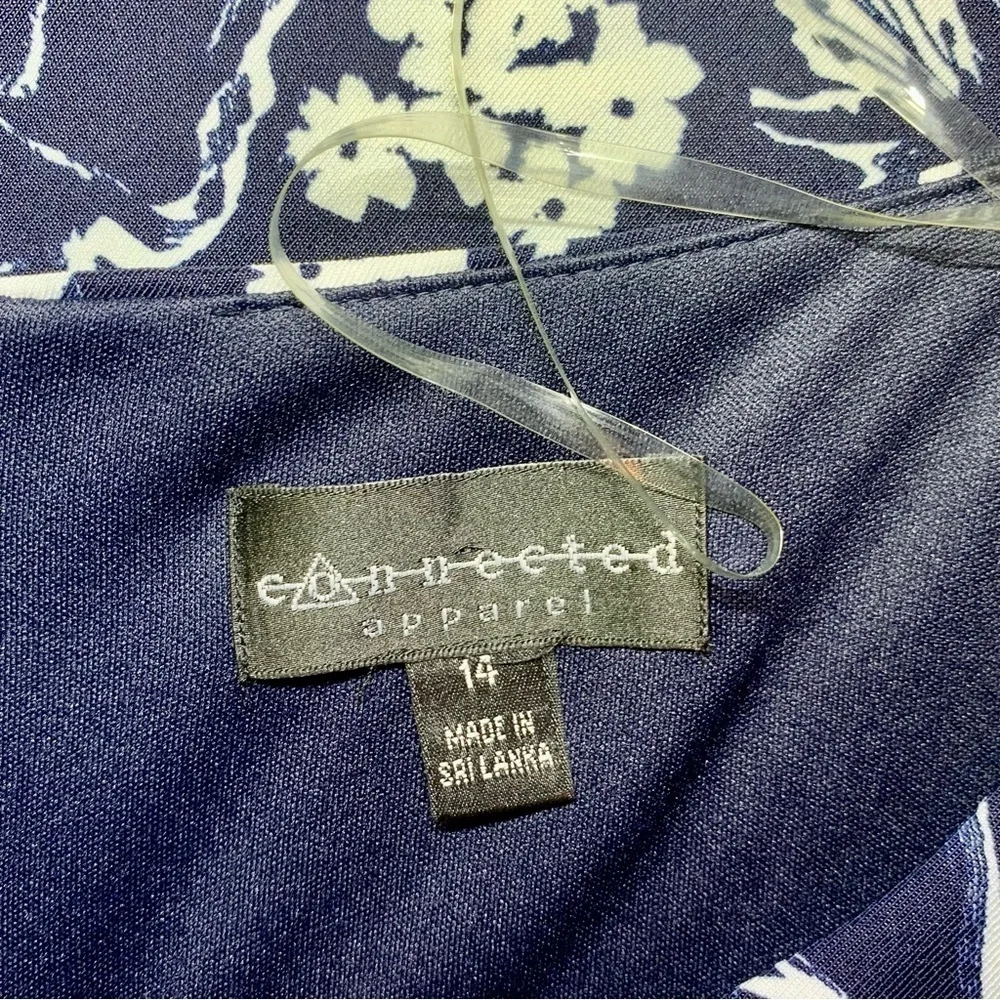 connected
apparel
14
MADE IN
SRI LANKA